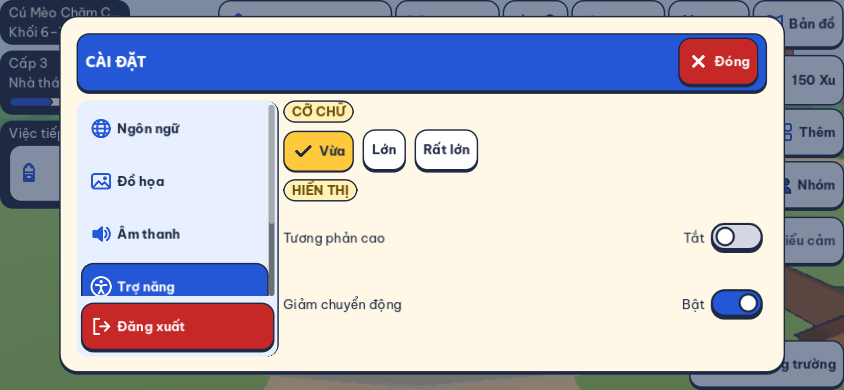 Cú Mèo Chăm C
Khối 6-
Bản đồ
CÀI ĐẶT
Đóng
Cấp 3
Nhà thá
150 Xu
Việc tiếp
Thêm
Nhóm
Ngôn ngữ
Đồ họa
Âm thanh
Trợ năng
Đăng xuất
CỠ CHỮ
Vừa
Lớn
Rất lớn
HIỂN THỊ
Tương phản cao
Tắt
Giảm chuyển động
Bật
iểu cảm
g trường